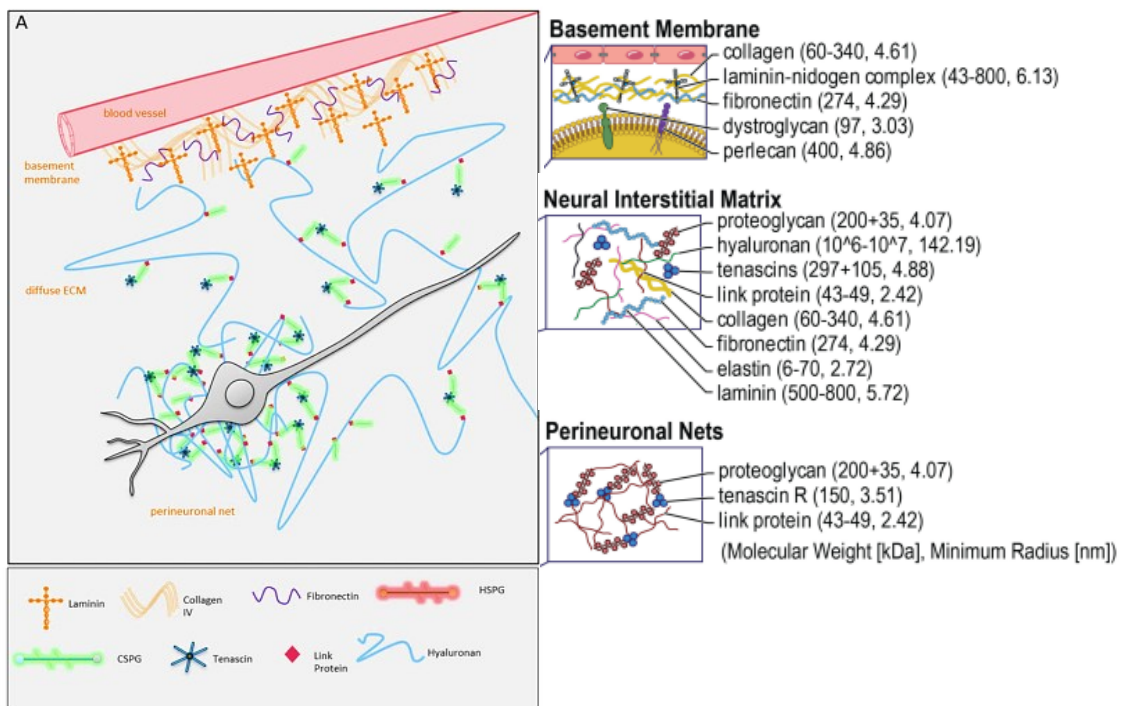 A
blood vessel
basement
membrane
diffuse ECM
perineuronal net
Laminin
Collagen
IV
Fibronectin
HSPG
CSPG
Tenascin
Link
Protein
Hyaluronan
Basement Membrane
collagen (60-340, 4.61)
laminin-nidogen complex (43-800, 6.13)
fibronectin (274, 4.29)
dystroglycan (97, 3.03)
perlecan (400, 4.86)
Neural Interstitial Matrix
proteoglycan (200+35, 4.07)
hyaluronan (10^6-10^7, 142.19)
tenascins (297+105, 4.88)
link protein (43-49, 2.42)
collagen (60-340, 4.61)
fibronectin (274, 4.29)
elastin (6-70, 2.72)
laminin (500-800, 5.72)
Perineuronal Nets
proteoglycan (200+35, 4.07)
tenascin R (150, 3.51)
link protein (43-49, 2.42)
(Molecular Weight [kDa], Minimum Radius [nm])